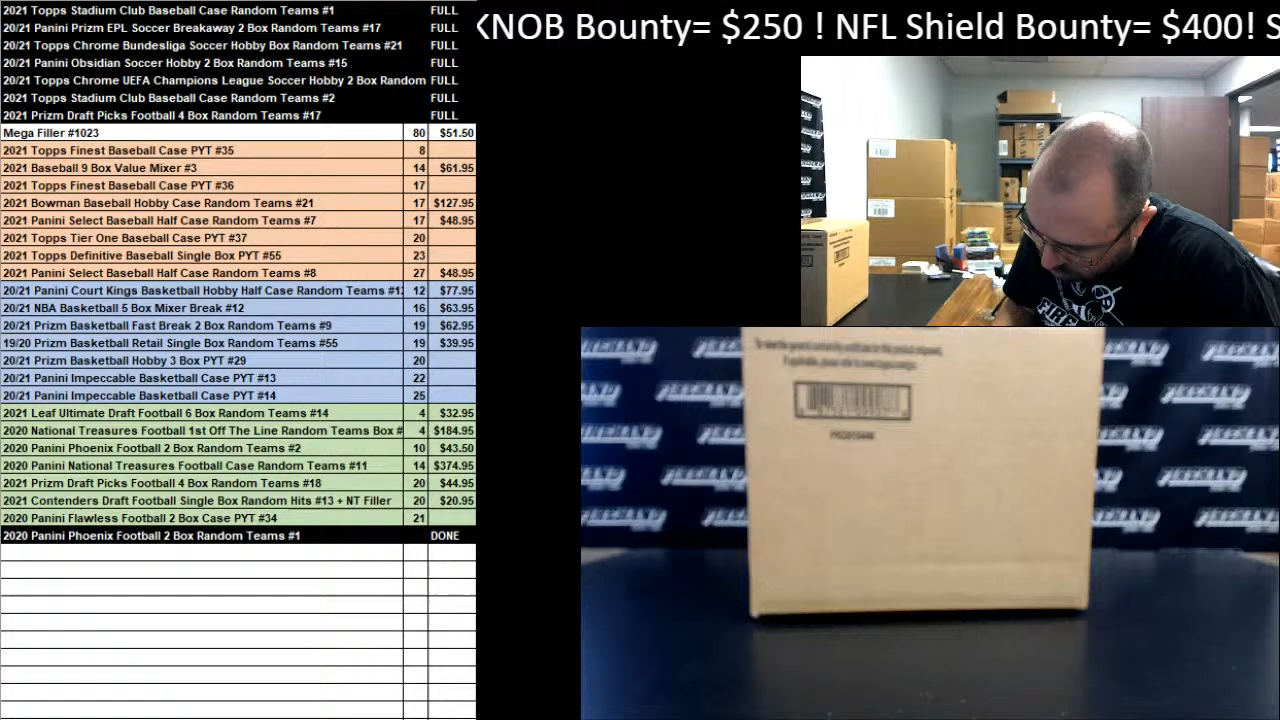 2021 Topps Stadium Club Baseball Case Random Teams #1 FULL
20/21 Panini Prizm EPL Soccer Breakaway 2 Box Random Teams #17 FULL
20/21 Topps Chrome Bundesliga Soccer Hobby Box Random Teams #21 FULL
20/21 Panini Obsidian Soccer Hobby 2 Box Random Teams #15 FULL
20/21 Topps Chrome UEFA Champions League Soccer Hobby 2 Box Random FULL
2021 Topps Stadium Club Baseball Case Random Teams #2 FULL
2021 Prizm Draft Picks Football 4 Box Random Teams #17 FULL
Mega Filler #1023 80 $51.50
2021 Topps Finest Baseball Case PYT #35 8
2021 Baseball 9 Box Value Mixer #3 14 $61.95
2021 Topps Finest Baseball Case PYT #36 17
2021 Bowman Baseball Hobby Case Random Teams #21 17 $127.95
2021 Panini Select Baseball Half Case Random Teams #7 17 $48.95
2021 Topps Tier One Baseball Case PYT #37 20
2021 Topps Definitive Baseball Single Box PYT #55 23
2021 Panini Select Baseball Half Case Random Teams #8 27 $48.95
20/21 Panini Court Kings Basketball Hobby Half Case Random Teams 12 $77.95
20/21 NBA Basketball 5 Box Mixer Break #12 16 $63.95
20/21 Prizm Basketball Fast Break 2 Box Random Teams #9 19 $62.95
19/20 Prizm Basketball Retail Single Box Random Teams #55 19 $39.95
20/21 Prizm Basketball Hobby 3 Box PYT #29 20
20/21 Panini Impeccable Basketball Case PYT #13 22
20/21 Panini Impeccable Basketball Case PYT #14 25
2021 Leaf Ultimate Draft Football 6 Box Random Teams #14 4 $32.95
2020 National Treasures Football 1st Off The Line Random Teams Box # 4 $184.95
2020 Panini Phoenix Football 2 Box Random Teams #2 10 $43.50
2020 Panini National Treasures Football Case Random Teams #11 14 $374.95
2021 Prizm Draft Picks Football 4 Box Random Teams #18 20 $44.95
2021 Contenders Draft Football Single Box Random Hits #13 + NT Filler 20 $20.95
2020 Panini Flawless Football 2 Box Case PYT #34 21
2020 Panini Phoenix Football 2 Box Random Teams #1 DONE
KNOB Bounty= $250 ! NFL Shield Bounty= $400! S
FIRE